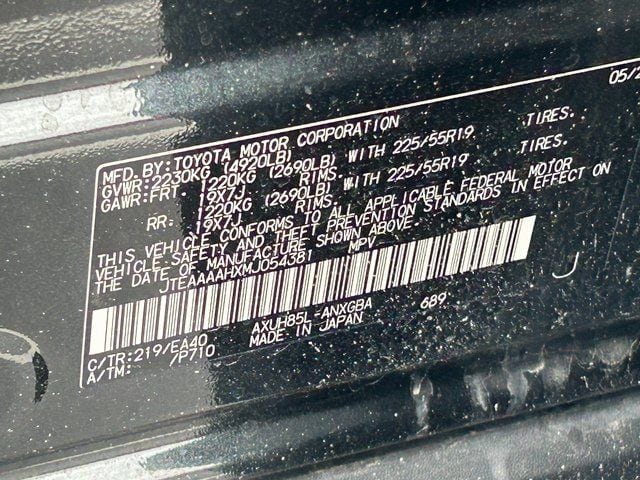 05/2
MFD.BY:TOYOTA MOTOR CORPORATION
GVWR:2230KG (4920LB)
GAWR:FRT. 1220KG (2690LB) WITH 225/55R19 TIRES.
19X7J RIMS.
RR: 1220KG (2690LB) WITH 225/55R19 TIRES.
19X7J RIMS.
THIS VEHICLE CONFORMS TO ALL APPLICABLE FEDERAL MOTOR
VEHICLE SAFETY AND THEFT PREVENTION STANDARDS IN EFFECT ON
THE DATE OF MANUFACTURE SHOWN ABOVE.
JTEAAAAHXMJ054381 MPV
C/TR:219/EA40 AXUH85L-ANXGBA 689
A/TM: /P710 MADE IN JAPAN
J